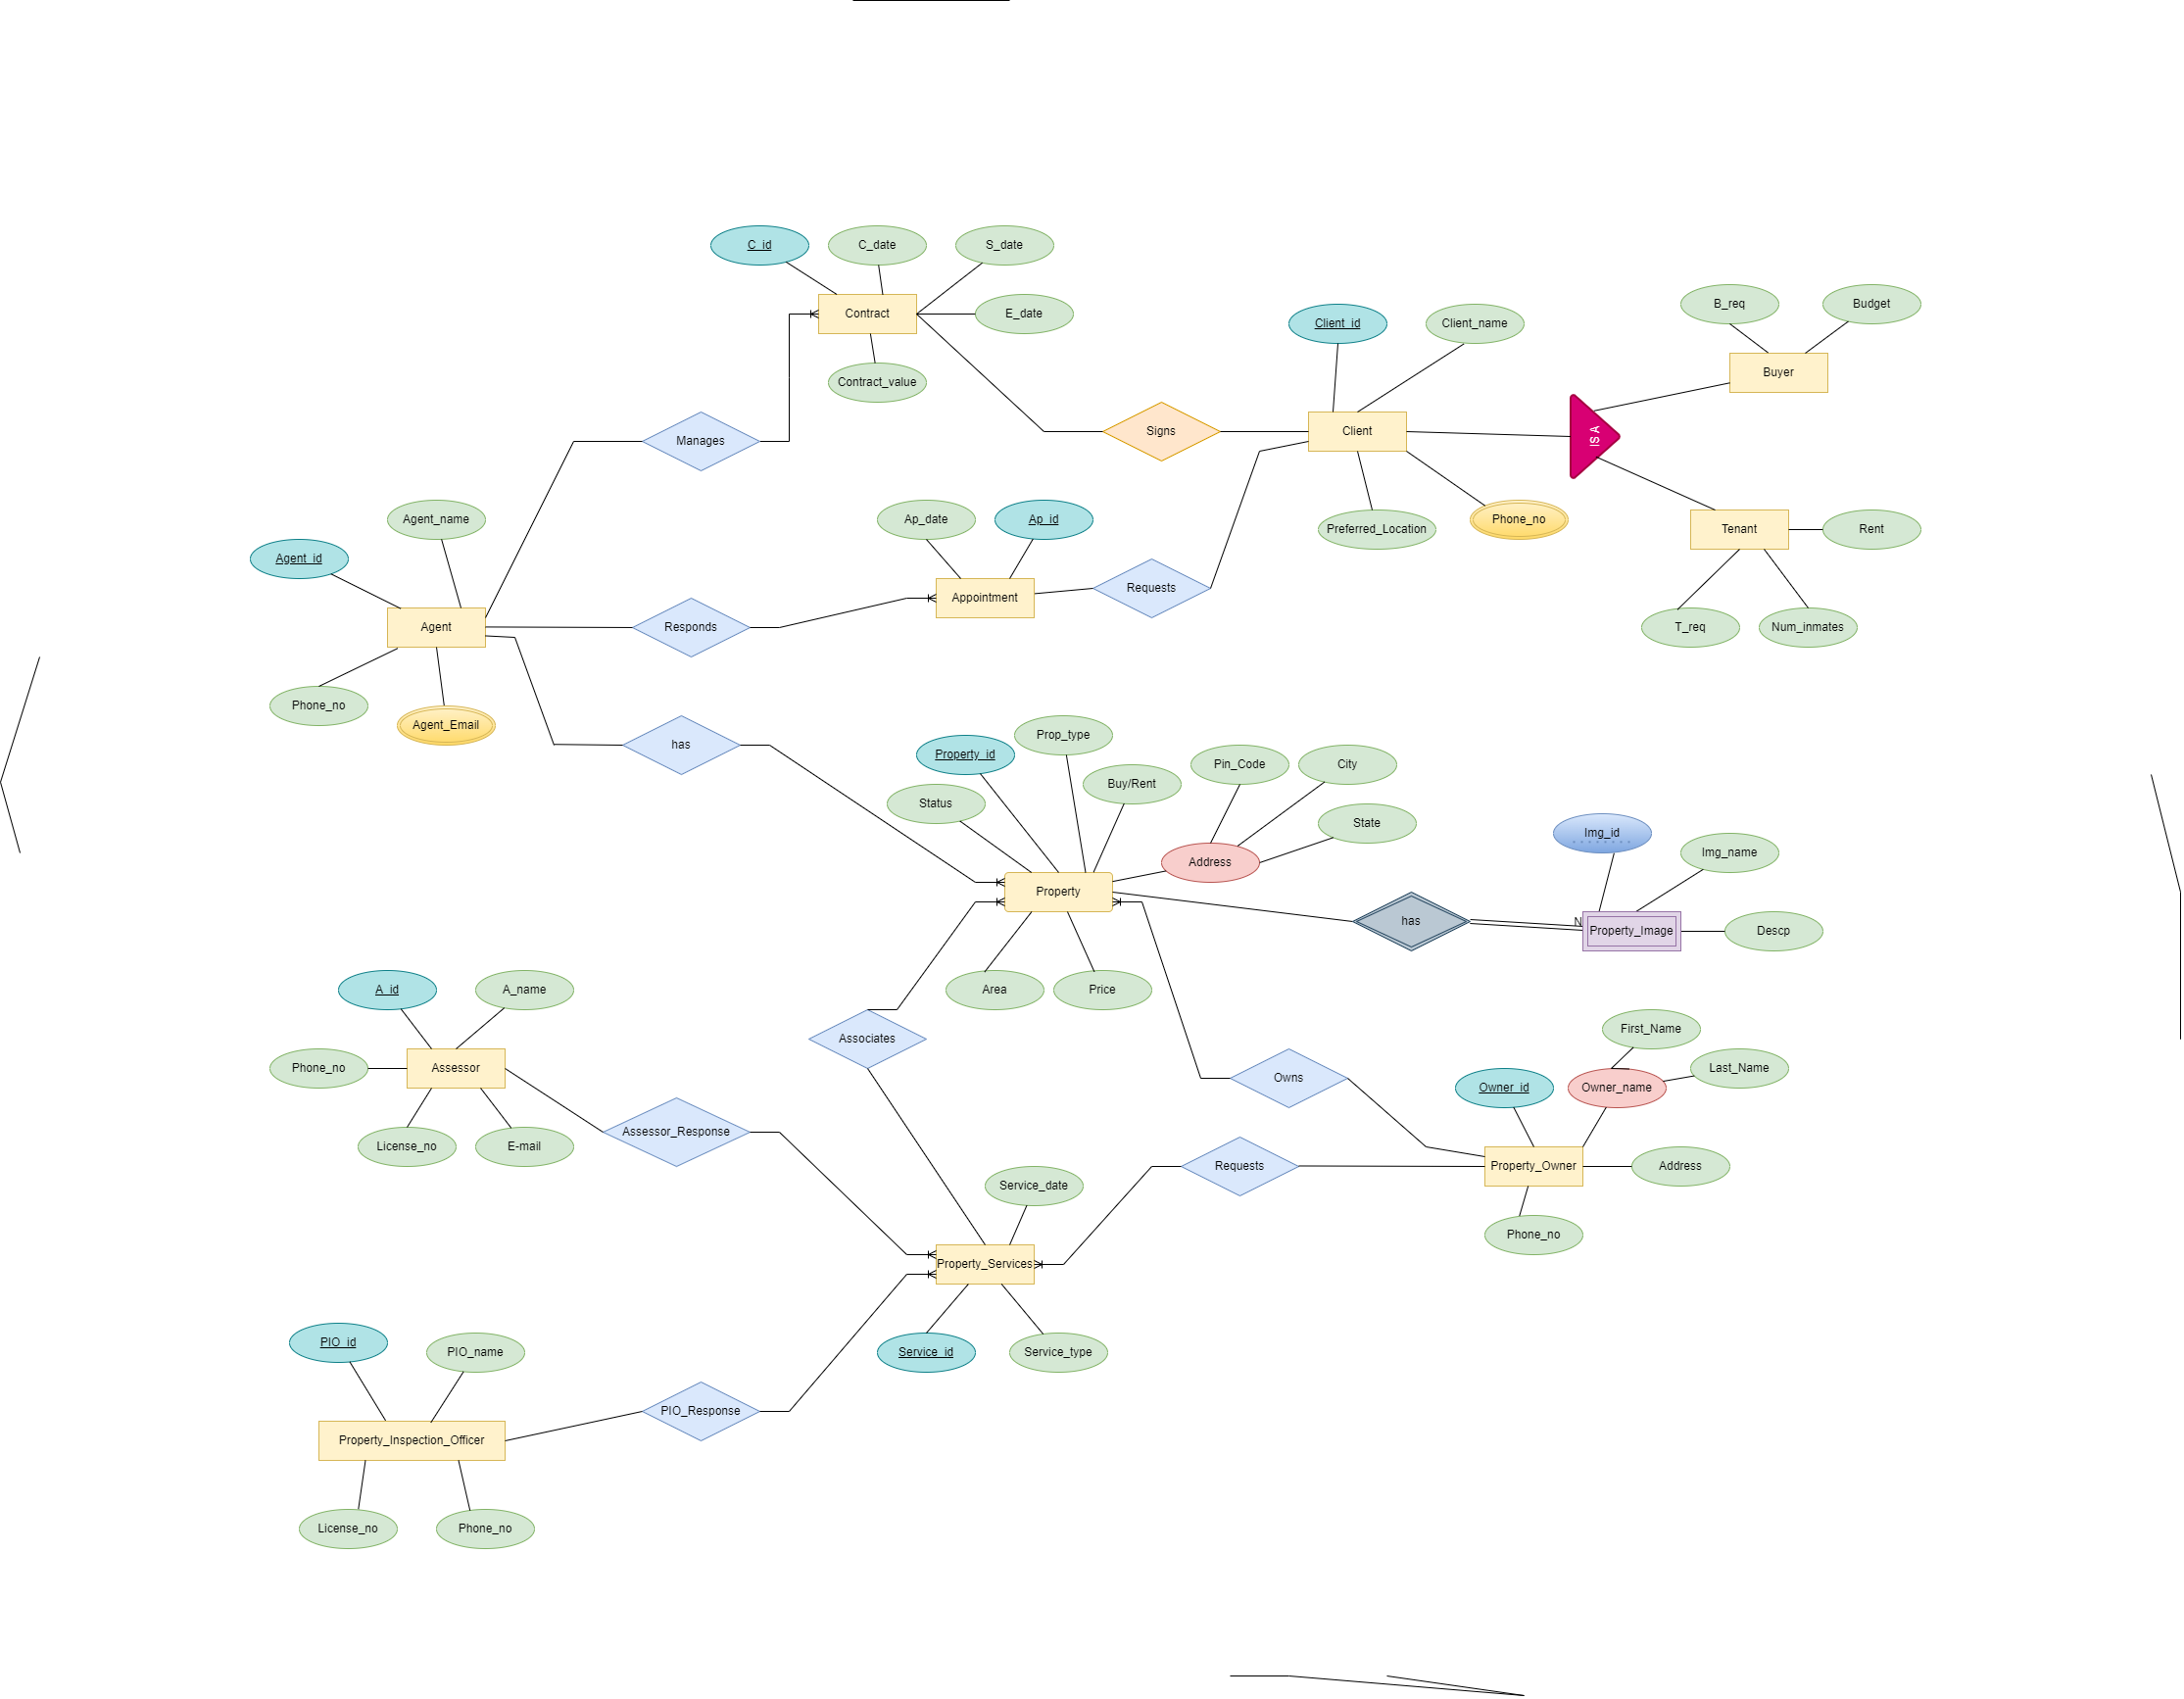 C_id
C_date
S_date
Contract
E_date
Contract_value
Client_id
Client_name
B_req
Budget
Buyer
Manages
Signs
Client
IS A
Preferred_Location
Phone_no
Tenant
Rent
T_req
Num_inmates
Agent_name
Agent_id
Ap_date
Ap_id
Appointment
Requests
Agent
Responds
Phone_no
Agent_Email
has
Property_id
Prop_type
Buy/Rent
Status
Pin_Code
City
State
Address
Property
Img_id
Img_name
has
N
Property_Image
Descp
Area
Price
A_id
A_name
Phone_no
Assessor
License_no
E-mail
Associates
Assessor_Response
Owns
First_Name
Last_Name
Owner_id
Owner_name
Requests
Property_Owner
Address
Phone_no
Service_date
Property_Services
Service_id
Service_type
PIO_id
PIO_name
PIO_Response
Property_Inspection_Officer
License_no
Phone_no